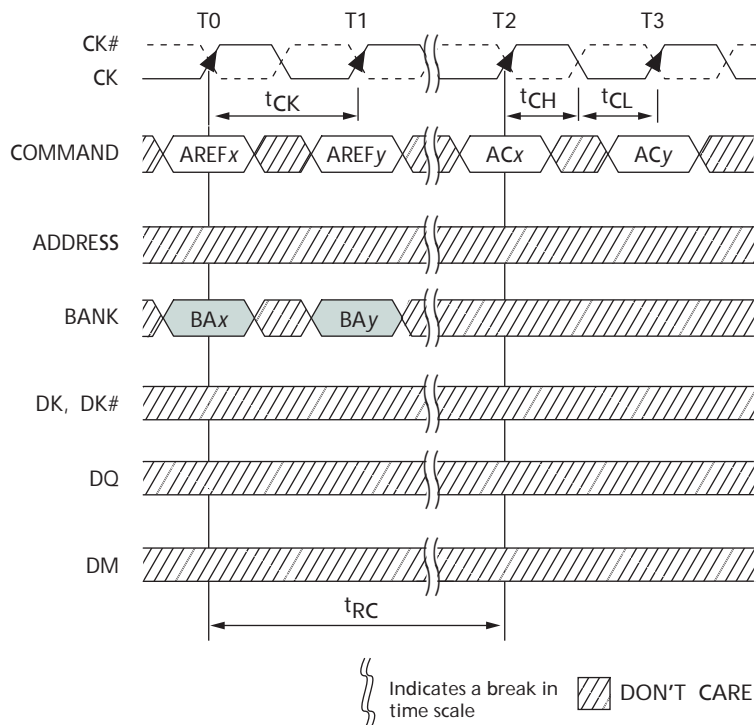 T0 T1 T2 T3
CK#
CK
tCK tCH tCL
COMMAND AREFx AREFy ACx ACy
ADDRESS
BANK BAx BAy
DK, DK#
DQ
DM
tRC
Indicates a break in
time scale
DON'T CARE